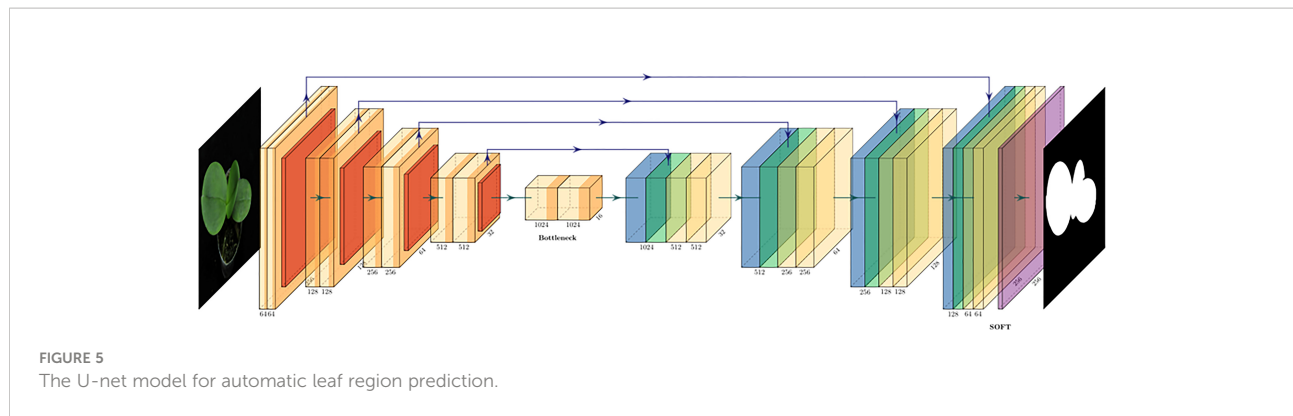 6464
256
128 128
128
256 256
64
512 512
32
1024 1024
16
Bottleneck
1024 512 512
32
512 256 256
64
256 128 128
128
128 64 64
256
256
SOFT
FIGURE 5
The U-net model for automatic leaf region prediction.